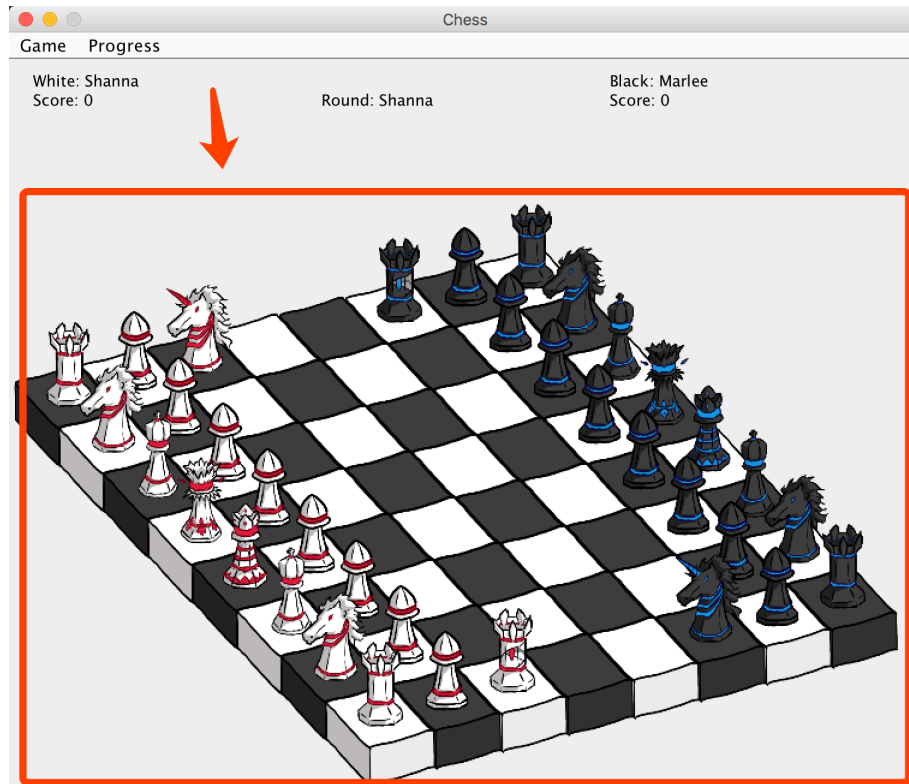 Chess
Game Progress
White: Shanna
Score: 0
Round: Shanna
Black: Marlee
Score: 0